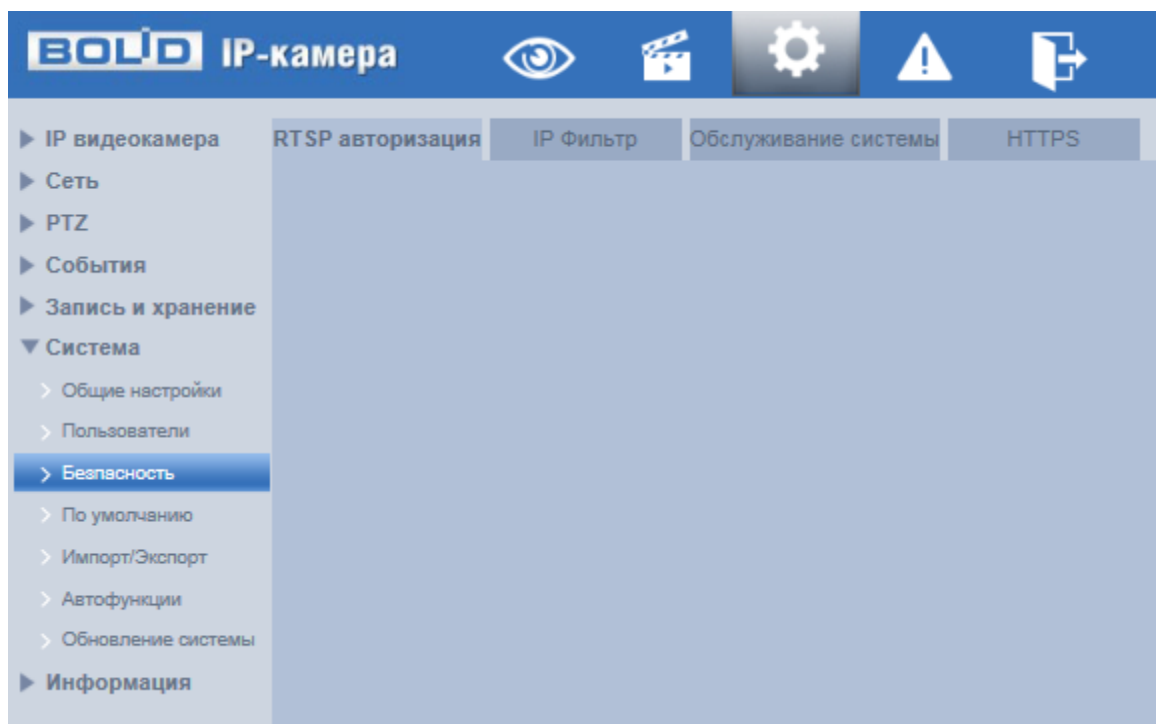 BOLID IP-камера
IP видеокамера
RTSP авторизация
IP Фильтр
Обслуживание системы
HTTPS
Сеть
PTZ
События
Запись и хранение
Система
Общие настройки
Пользователи
Безпасность
По умолчанию
Импорт/Экспорт
Автофункции
Обновление системы
Информация